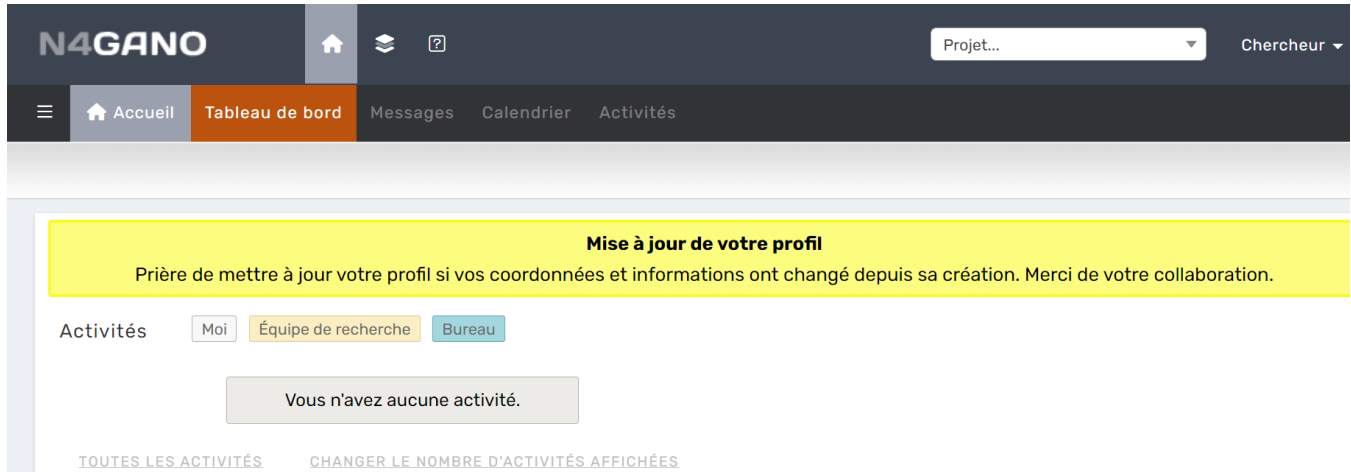 N4GANO
Projet...
Chercheur
Accueil Tableau de bord Messages Calendrier Activités
Mise à jour de votre profil
Prière de mettre à jour votre profil si vos coordonnées et informations ont changé depuis sa création. Merci de votre collaboration.
Activités Moi Équipe de recherche Bureau
Vous n'avez aucune activité.
TOUTES LES ACTIVITÉS CHANGER LE NOMBRE D'ACTIVITÉS AFFICHÉES